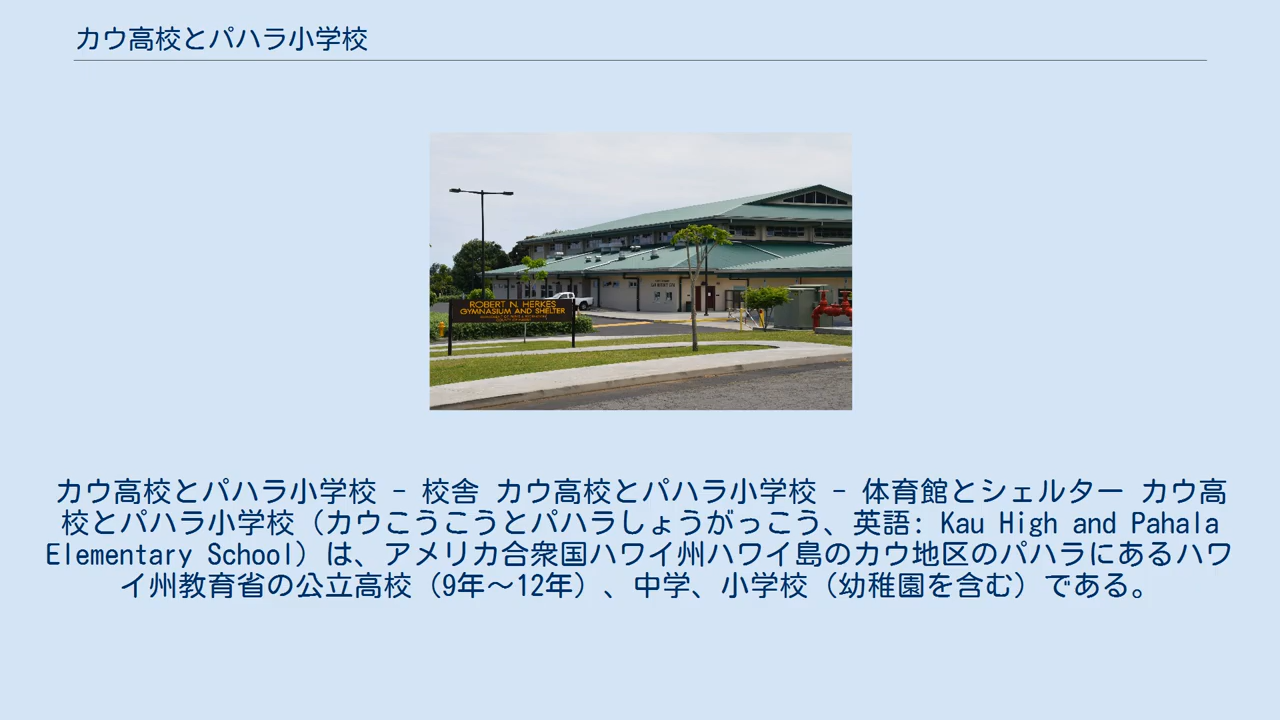 カウ高校とパハラ小学校
ROBERT N. HERKES
GYMNASIUM AND SHELTER
カウ高校とパハラ小学校 - 校舎 カウ高校とパハラ小学校 - 体育館とシェルター カウ高
校とパハラ小学校（カウこうこうとパハラしょうがっこう、英語: Kau High and Pahala
Elementary School）は、アメリカ合衆国ハワイ州ハワイ島のカウ地区のパハラにあるハワ
イ州教育省の公立高校（9年〜12年）、中学、小学校（幼稚園を含む）である。